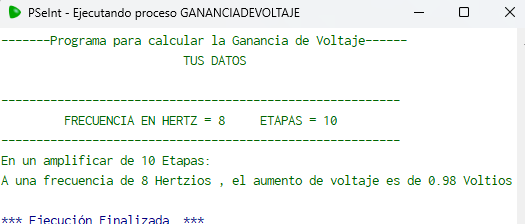 PSeInt - Ejecutando proceso GANANCIADEVOLTAJE
-------Programa para calcular la Ganancia de Voltaje------
TUS DATOS
---------------------------------------------------------
FRECUENCIA EN HERTZ = 8     ETAPAS = 10
---------------------------------------------------------
En un amplificar de 10 Etapas:
A una frecuencia de 8 Hertzios , el aumento de voltaje es de 0.98 Voltios
*** Ejecución Finalizada. ***